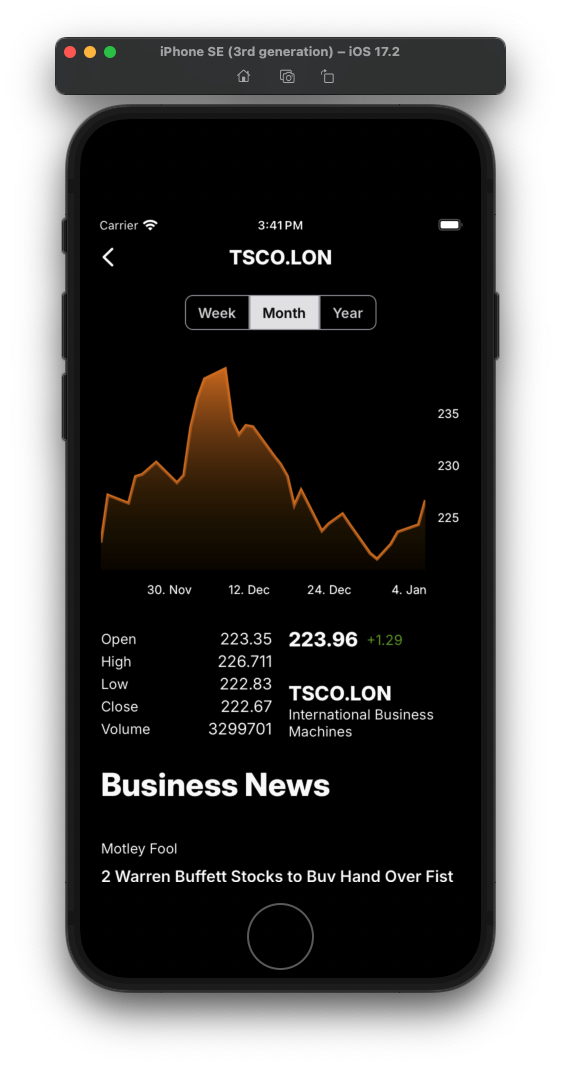 iPhone SE (3rd generation) – iOS 17.2
Carrier 3:41 PM
TSCO.LON
Week Month Year
235
230
225
30. Nov 12. Dec 24. Dec 4. Jan
Open 223.35
High 226.711
Low 222.83
Close 222.67
Volume 3299701
223.96 +1.29
TSCO.LON
International Business
Machines
Business News
Motley Fool
2 Warren Buffett Stocks to Buy Hand Over Fist